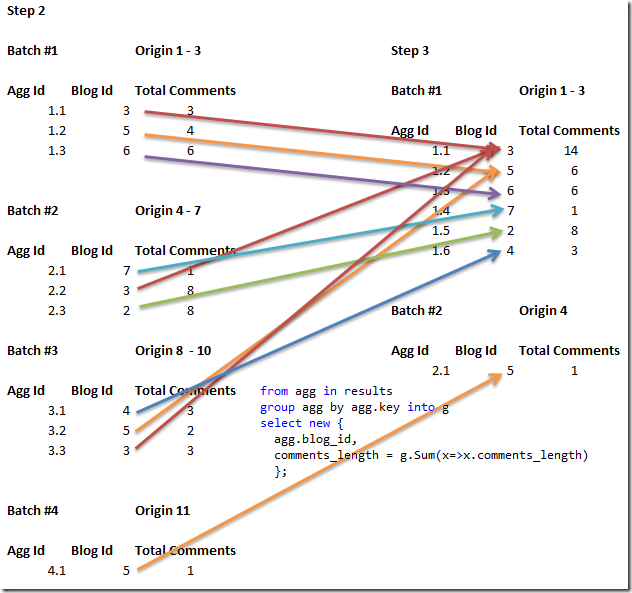 Step 2
Batch #1 Origin 1 - 3
Agg Id Blog Id Total Comments
1.1 3 3
1.2 5 4
1.3 6 6
Batch #2 Origin 4 - 7
Agg Id Blog Id Total Comments
2.1 7 1
2.2 3 8
2.3 2 8
Batch #3 Origin 8 - 10
Agg Id Blog Id Total Comments
3.1 4 3
3.2 5 2
3.3 3 3
Batch #4 Origin 11
Agg Id Blog Id Total Comments
4.1 5 1
Step 3
Batch #1 Origin 1 - 3
Agg Id Blog Id Total Comments
1.1 3 14
1.2 5 6
1.3 6 6
1.4 7 1
1.5 2 8
1.6 4 3
Batch #2 Origin 4
Agg Id Blog Id Total Comments
2.1 5 1
from agg in results
group agg by agg.key into g
select new {
agg.blog_id,
comments_length = g.Sum(x=>x.comments_length)
};